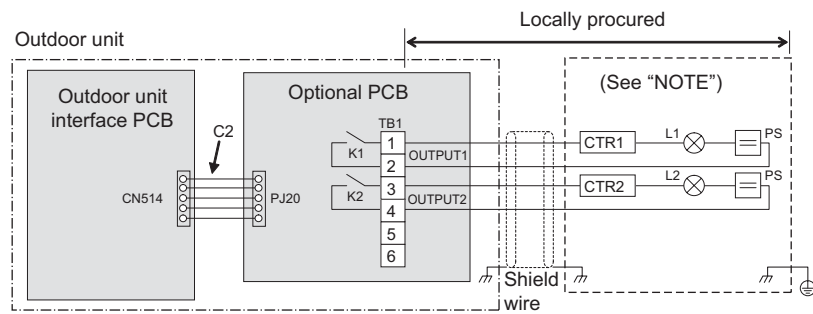 Locally procured
Outdoor unit
Outdoor unit
interface PCB
C2
CN514
PJ20
Optional PCB
TB1
K1
1
2
OUTPUT1
K2
3
4
OUTPUT2
5
6
Shield
wire
(See “NOTE”)
CTR1
L1
PS
CTR2
L2
PS